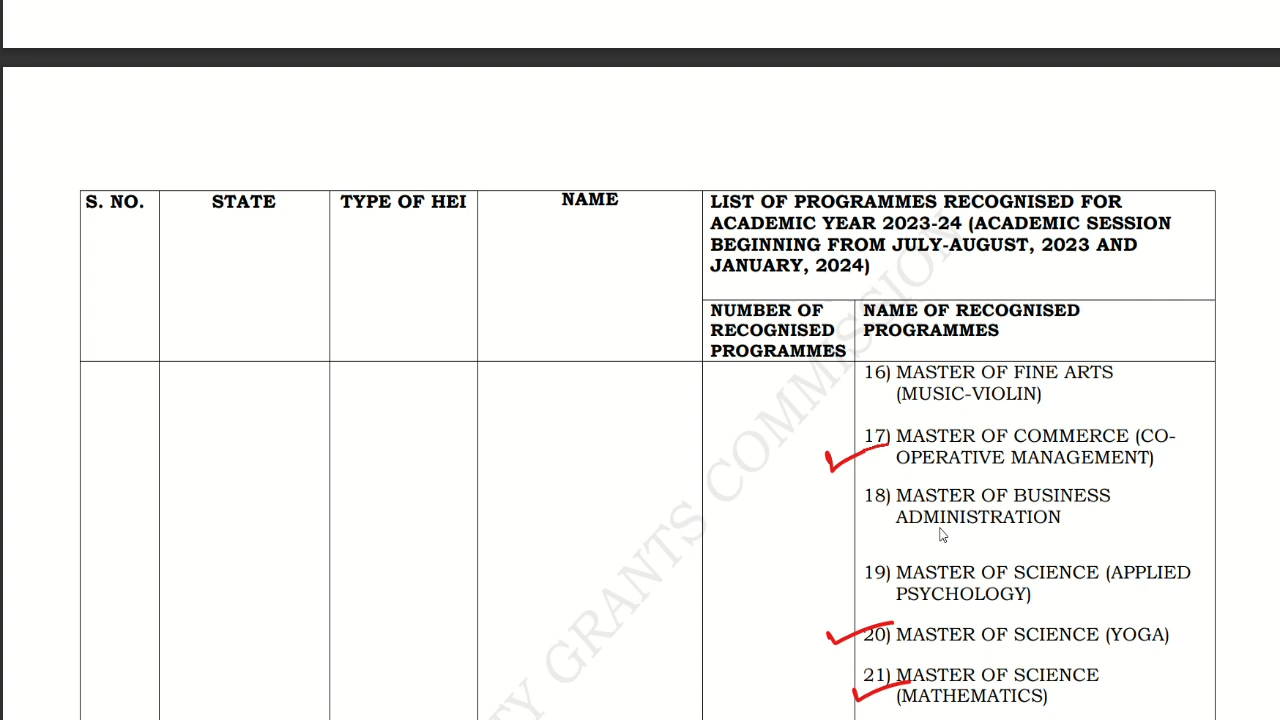 S. NO.
STATE
TYPE OF HEI
NAME
LIST OF PROGRAMMES RECOGNISED FOR
ACADEMIC YEAR 2023-24 (ACADEMIC SESSION
BEGINNING FROM JULY-AUGUST, 2023 AND
JANUARY, 2024)
NUMBER OF
RECOGNISED
PROGRAMMES
NAME OF RECOGNISED
PROGRAMMES
16) MASTER OF FINE ARTS
(MUSIC-VIOLIN)
17) MASTER OF COMMERCE (CO-
OPERATIVE MANAGEMENT)
18) MASTER OF BUSINESS
ADMINISTRATION
19) MASTER OF SCIENCE (APPLIED
PSYCHOLOGY)
20) MASTER OF SCIENCE (YOGA)
21) MASTER OF SCIENCE
(MATHEMATICS)
TY GRANTS COMMISSION